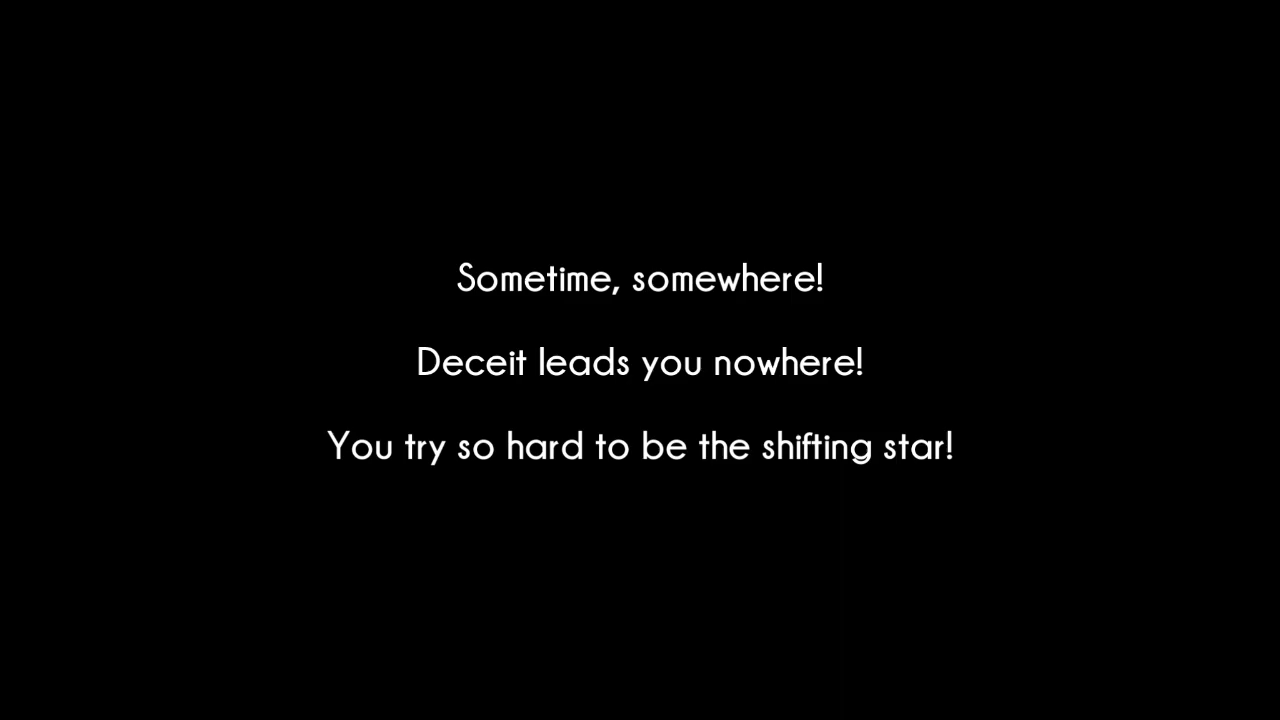 Sometime, somewhere!
Deceit leads you nowhere!
You try so hard to be the shifting star!